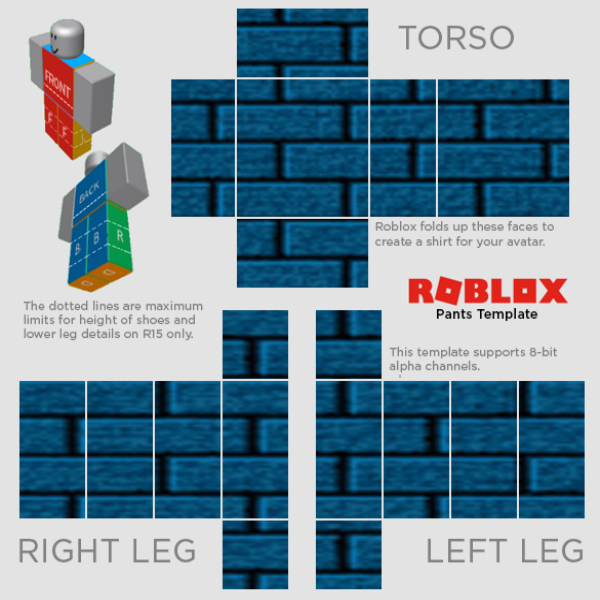 TORSO
FRONT
F F L
BACK
B B R
Roblox folds up these faces to
create a shirt for your avatar.
ROBLOX
Pants Template
The dotted lines are maximum
limits for height of shoes and
lower leg details on R15 only.
This template supports 8-bit
alpha channels.
RIGHT LEG
LEFT LEG